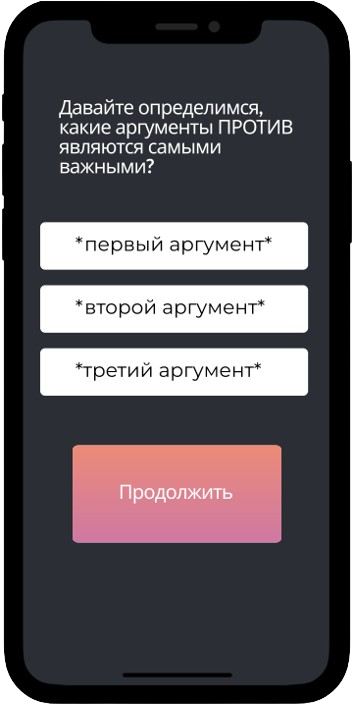 Давайте определимся,
какие аргументы ПРОТИВ
являются самыми
важными?
*первый аргумент*
*второй аргумент*
*третий аргумент*
Продолжить